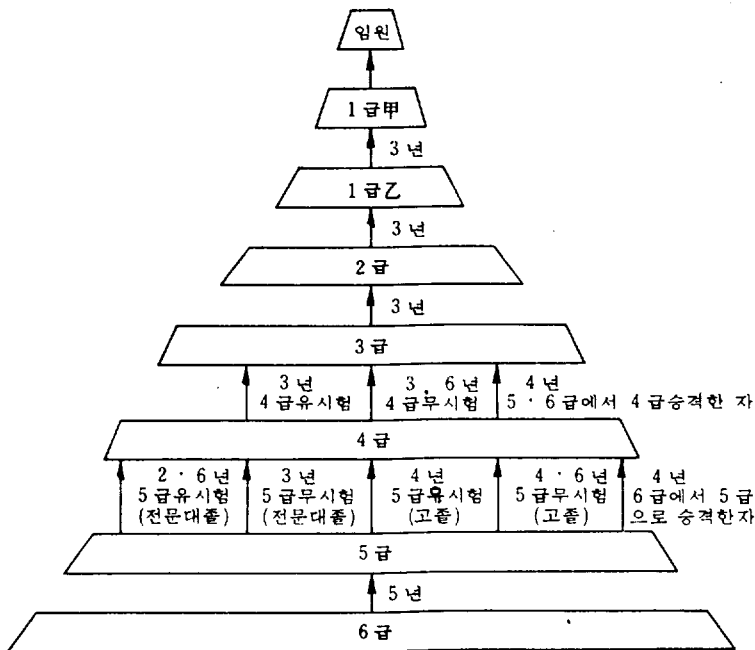 임원
1급甲
3년
1급乙
3년
2급
3년
3급
3년 3.6년 4년
4급유시험 4급무시험 5·6급에서 4급승격한 자
4급
2·6년 3년 4년 4·6년 4년
5급유시험 5급무시험 5급유시험 5급무시험 6급에서 5급
(전문대졸) (전문대졸) (고졸) (고졸) 으로 승격한자
5급
5년
6급